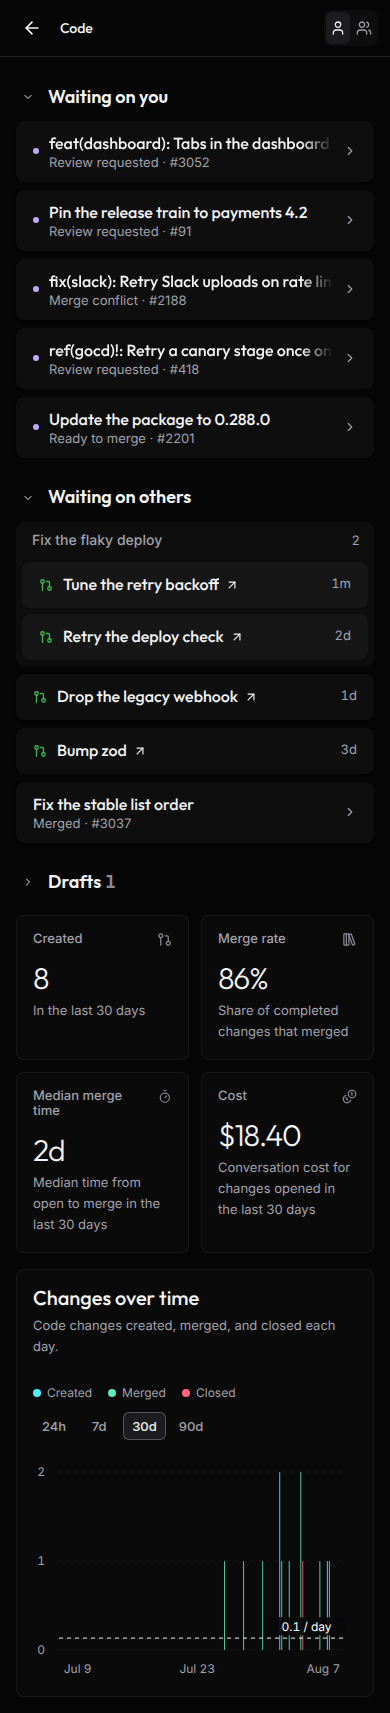 Code
Waiting on you
feat(dashboard): Tabs in the dashboard
Review requested · #3052
Pin the release train to payments 4.2
Review requested · #91
fix(slack): Retry Slack uploads on rate lim
Merge conflict · #2188
ref(gocd)!: Retry a canary stage once on
Review requested · #418
Update the package to 0.288.0
Ready to merge · #2201
Waiting on others
Fix the flaky deploy 2
Tune the retry backoff 1m
Retry the deploy check 2d
Drop the legacy webhook 1d
Bump zod 3d
Fix the stable list order
Merged · #3037
Drafts 1
Created
8
In the last 30 days
Merge rate
86%
Share of completed
changes that merged
Median merge
time
2d
Median time from
open to merge in the
last 30 days
Cost
$18.40
Conversation cost for
changes opened in
the last 30 days
Changes over time
Code changes created, merged, and closed each
day.
Created Merged Closed
24h 7d 30d 90d
2
1
0.1 / day
0
Jul 9 Jul 23 Aug 7